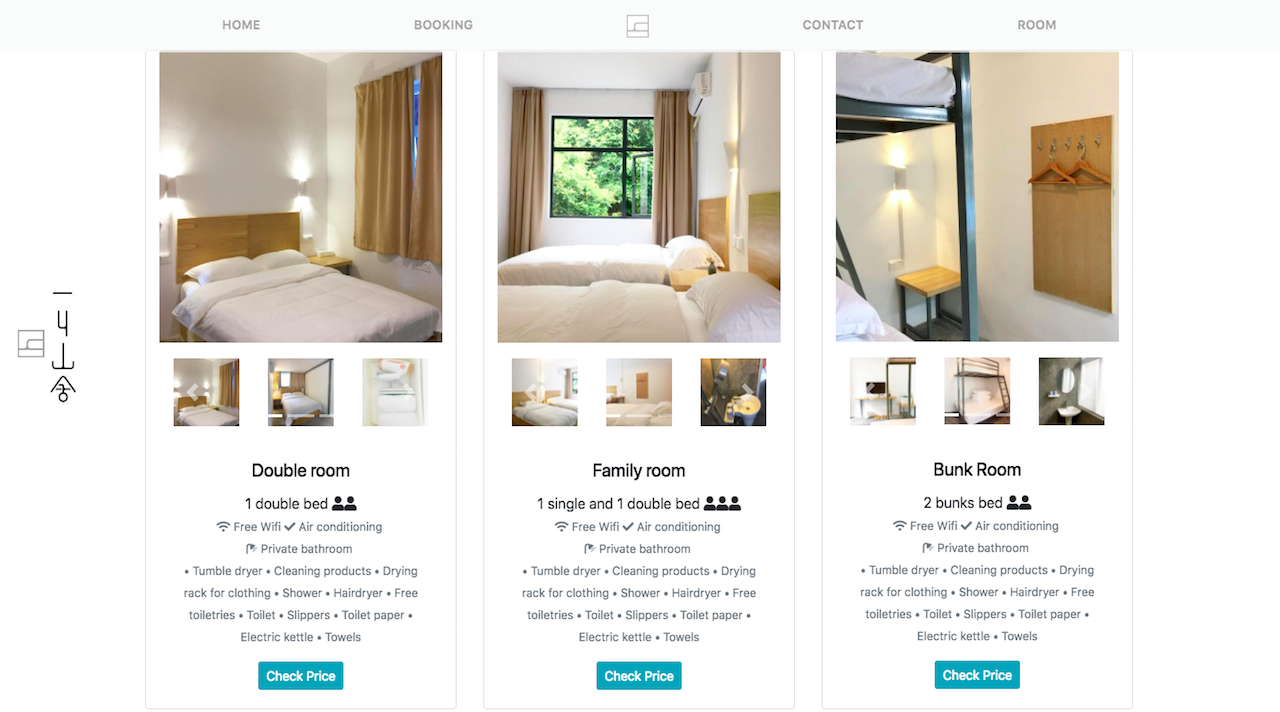 HOME
BOOKING
CONTACT
ROOM
一
山
舍
Double room
1 double bed
Free Wifi ✔ Air conditioning
Private bathroom
• Tumble dryer • Cleaning products • Drying
rack for clothing • Shower • Hairdryer • Free
toiletries • Toilet • Slippers • Toilet paper •
Electric kettle • Towels
Check Price
Family room
1 single and 1 double bed
Free Wifi ✔ Air conditioning
Private bathroom
• Tumble dryer • Cleaning products • Drying
rack for clothing • Shower • Hairdryer • Free
toiletries • Toilet • Slippers • Toilet paper •
Electric kettle • Towels
Check Price
Bunk Room
2 bunks bed
Free Wifi ✔ Air conditioning
Private bathroom
• Tumble dryer • Cleaning products • Drying
rack for clothing • Shower • Hairdryer • Free
toiletries • Toilet • Slippers • Toilet paper •
Electric kettle • Towels
Check Price